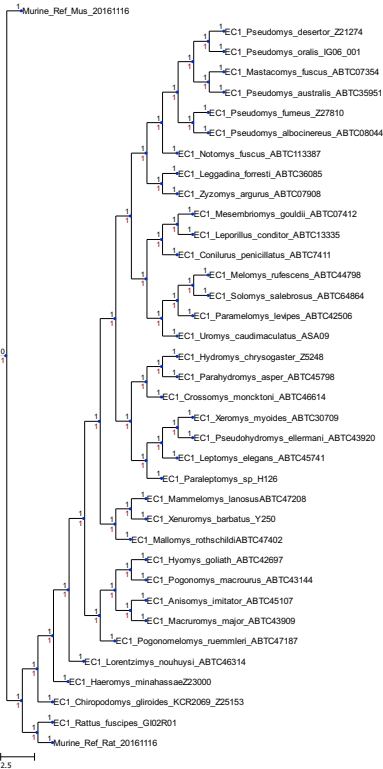 Murine_Ref_Mus_20161116
EC1_Pseudomys_desertor_Z21274
EC1_Pseudomys_oralis_IG06_001
EC1_Mastacomys_fuscus_ABTC07354
EC1_Pseudomys_australis_ABTC35951
EC1_Pseudomys_fumeus_Z27810
EC1_Pseudomys_albocinereus_ABTC08044
EC1_Notomys_fuscus_ABTC113387
EC1_Leggadina_forresti_ABTC36085
EC1_Zyzomys_argurus_ABTC07908
EC1_Mesembriomys_gouldii_ABTC07412
EC1_Leporillus_conditor_ABTC13335
EC1_Conilurus_penicillatus_ABTC7411
EC1_Melomys_rufescens_ABTC44798
EC1_Solomys_salebrosus_ABTC64864
EC1_Paramelomys_levipes_ABTC42506
EC1_Uromys_caudimaculatus_ASA09
EC1_Hydromys_chrysogaster_Z5248
EC1_Parahydromys_asper_ABTC45798
EC1_Crossomys_moncktoni_ABTC46614
EC1_Xeromys_myoides_ABTC30709
EC1_Pseudohydromys_ellermani_ABTC43920
EC1_Leptomys_elegans_ABTC45741
EC1_Paraleptomys_sp_H126
EC1_Mammelomys_lanosusABTC47208
EC1_Xenuromys_barbatus_Y250
EC1_Mallomys_rothschildiABTC47402
EC1_Hyomys_goliath_ABTC42697
EC1_Pogonomys_macrourus_ABTC43144
EC1_Anisomys_imitator_ABTC45107
EC1_Macruromys_major_ABTC43909
EC1_Pogonomelomys_ruemmleri_ABTC47187
EC1_Lorentzimys_nouhuysi_ABTC46314
EC1_Haeromys_minahassaeZ23000
EC1_Chiropodomys_gliroides_KCR2069_Z25153
EC1_Rattus_fuscipes_GI02R01
Murine_Ref_Rat_20161116
2.5